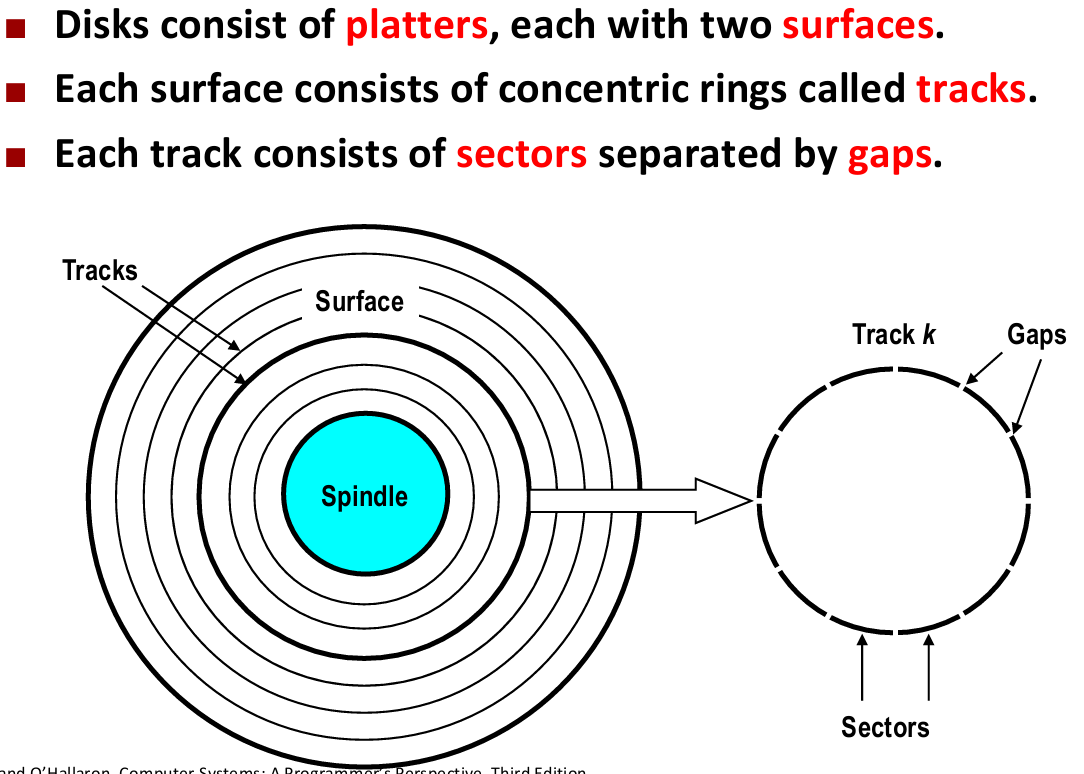 Disks consist of platters, each with two surfaces.
Each surface consists of concentric rings called tracks.
Each track consists of sectors separated by gaps.
Tracks
Surface
Track k
Gaps
Spindle
Sectors
and O'Hallaron, Computer Systems: A Programmer's Perspective, Third Edition